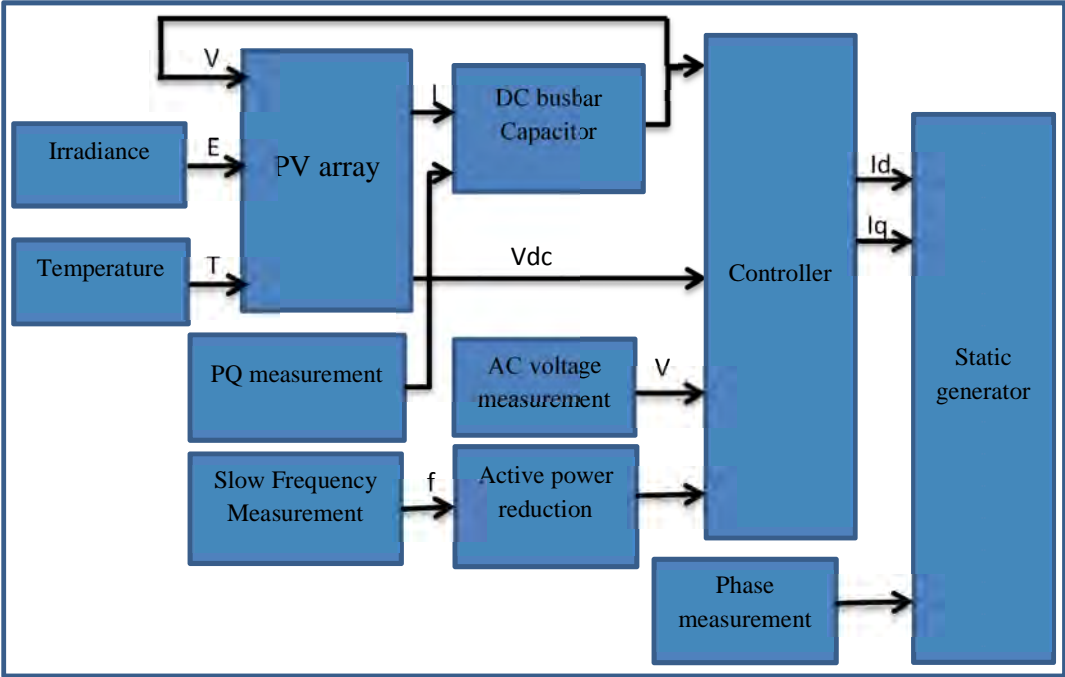 V
I
DC busbar
Capacitor
Irradiance
E
PV array
Id
Iq
Temperature
T
Vdc
Controller
PQ measurement
AC voltage
measurement
V
Static
generator
Slow Frequency
Measurement
f
Active power
reduction
Phase
measurement